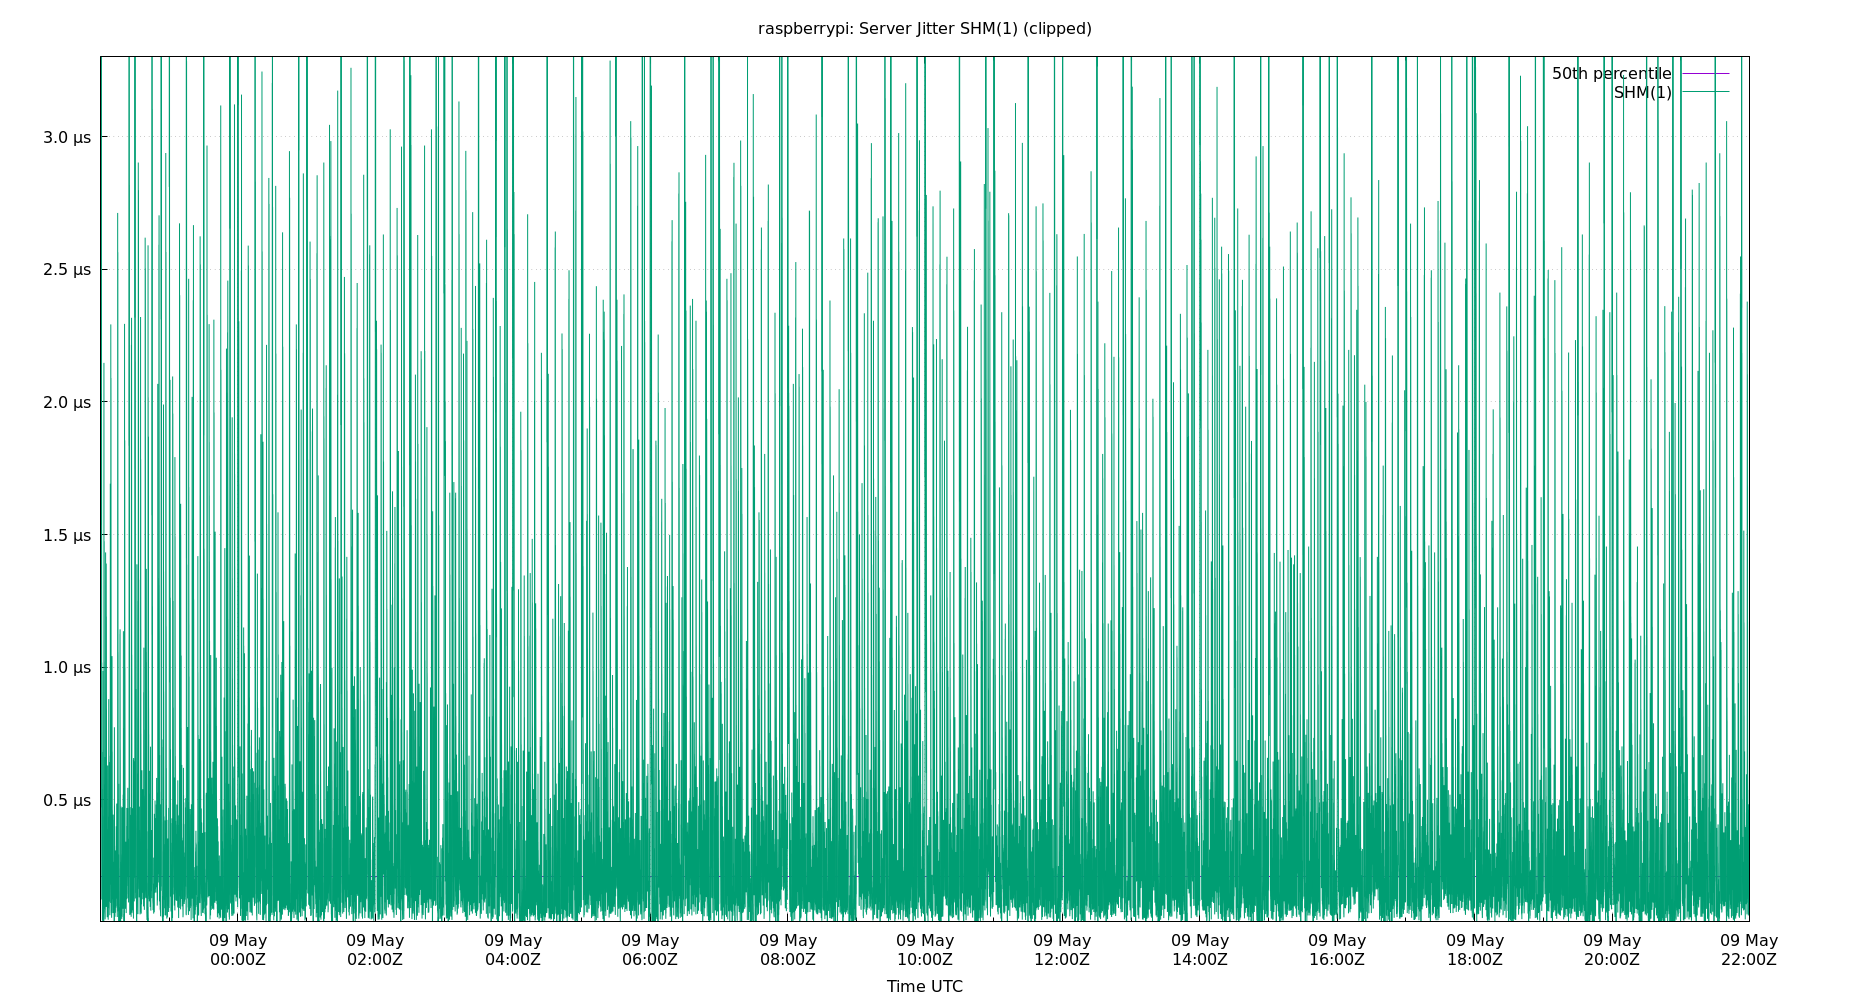 raspberrypi: Server Jitter SHM(1) (clipped)
50th percentile
SHM(1)
3.0 µs
2.5 µs
2.0 µs
1.5 µs
1.0 µs
0.5 µs
09 May 09 May 09 May 09 May 09 May 09 May 09 May 09 May 09 May 09 May 09 May 09 May
00:00Z 02:00Z 04:00Z 06:00Z 08:00Z 10:00Z 12:00Z 14:00Z 16:00Z 18:00Z 20:00Z 22:00Z
Time UTC